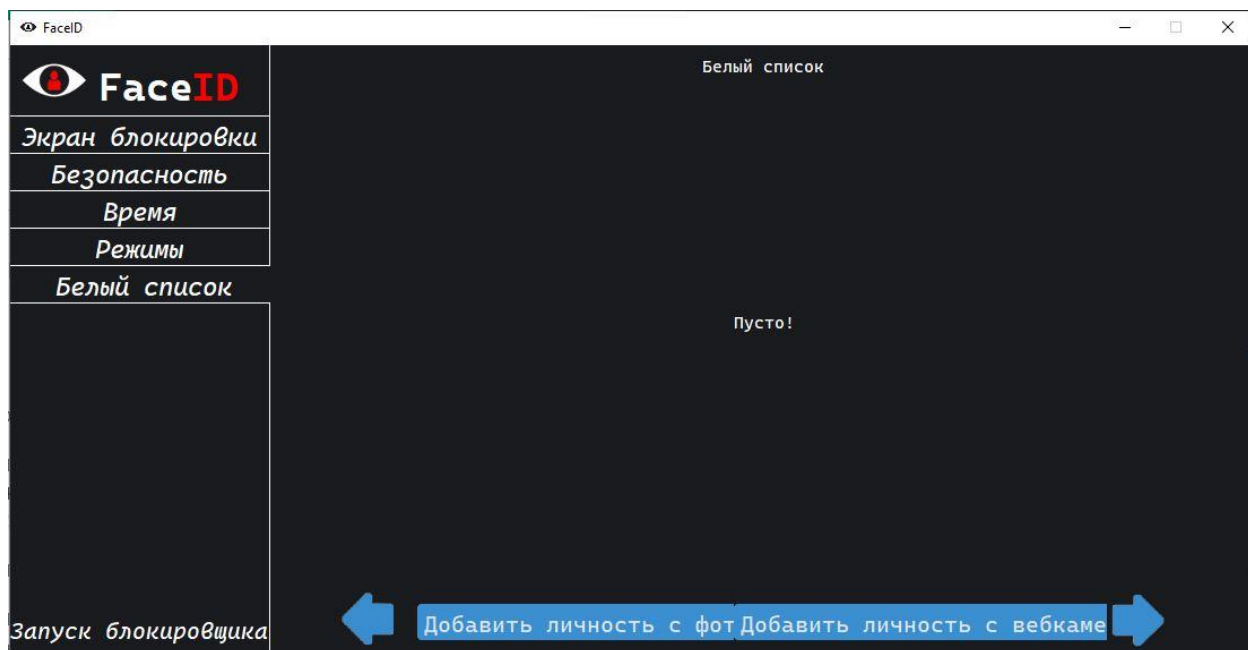 FaceID
FaceID
Экран блокировки
Безопасность
Время
Режимы
Белый список
Запуск блокировщика
Белый список
Пусто!
Добавить личность с фот
Добавить личность с вебкаме